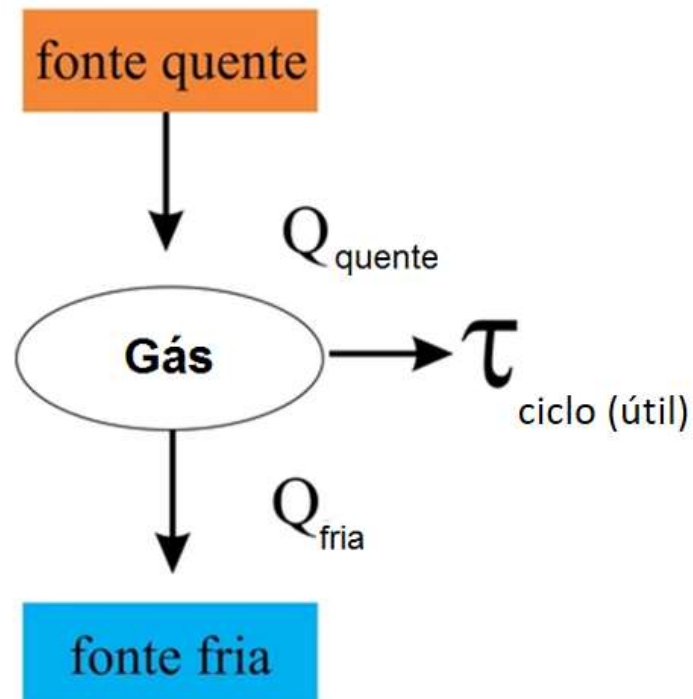 fonte quente
Q quente
Gás
τ ciclo (útil)
Q fria
fonte fria